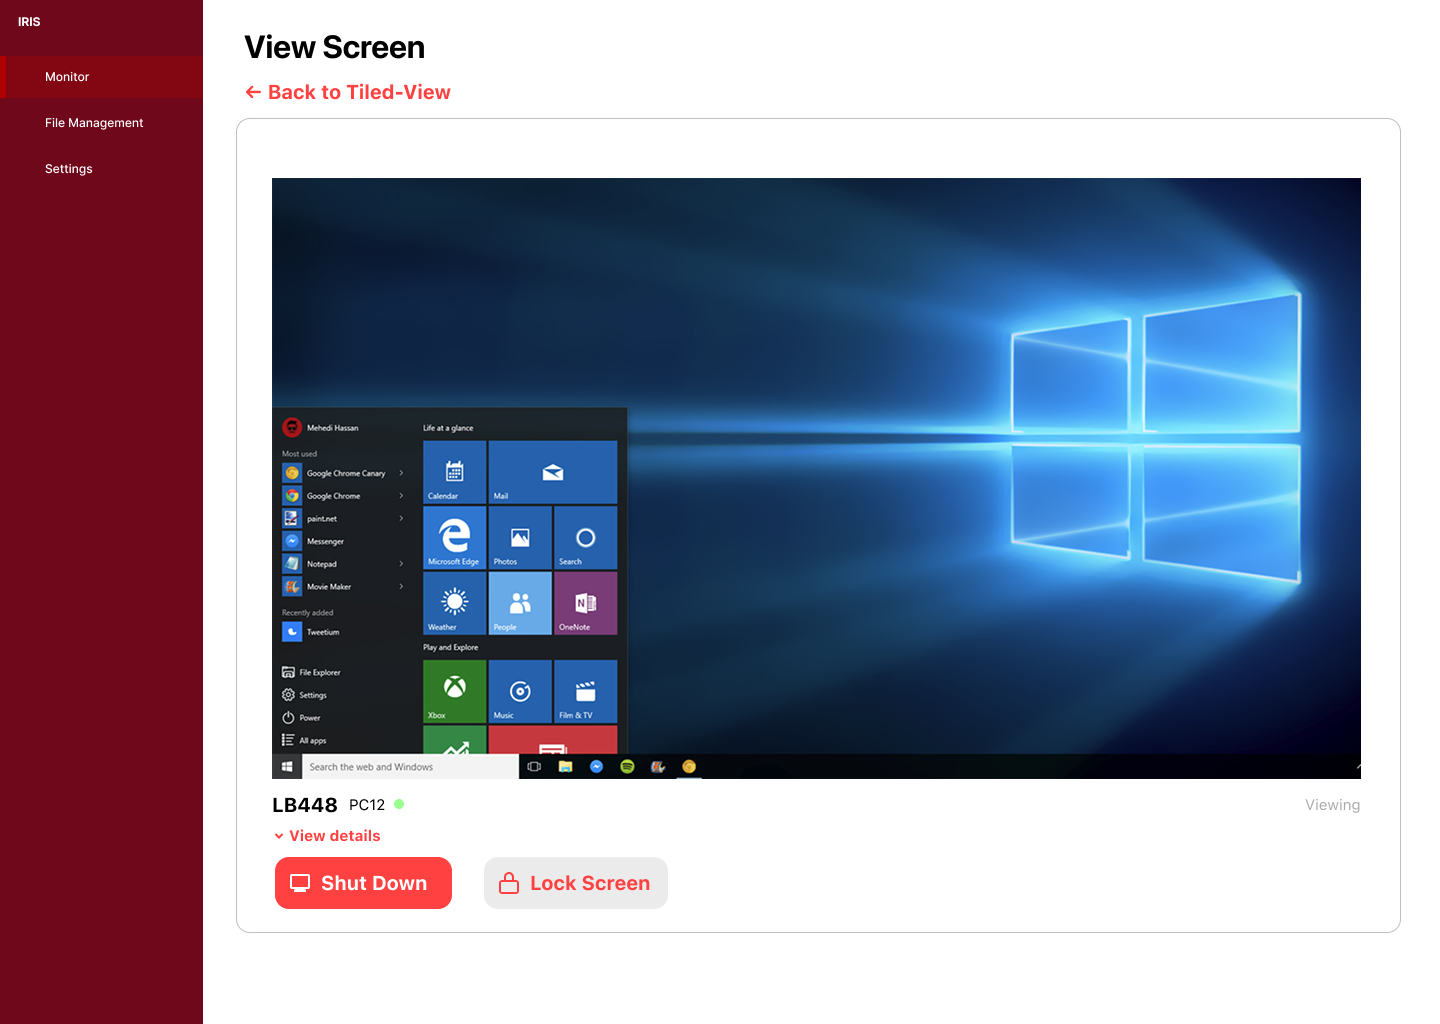 IRIS
Monitor
File Management
Settings
View Screen
← Back to Tiled-View
Mehedi Hassan
Most used
Google Chrome Canary
Google Chrome
paint.net
Messenger
Notepad
Movie Maker
Recently added
Tweetium
File Explorer
Settings
Power
All apps
Life at a glance
Calendar
Mail
Microsoft Edge
Photos
Search
Weather
People
OneNote
Play and Explore
Xbox
Music
Film & TV
Search the web and Windows
LB448 PC12
Viewing
View details
Shut Down
Lock Screen